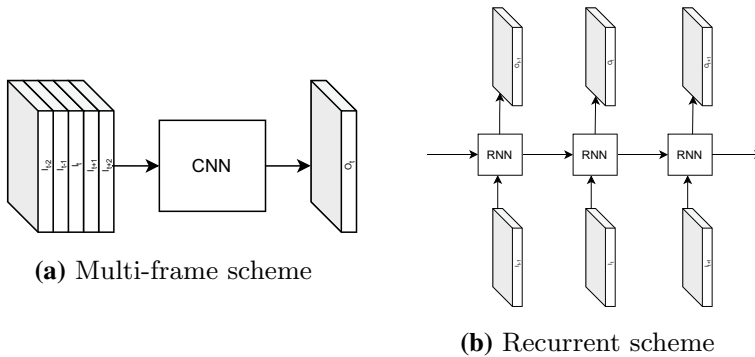 I_{t-2}
I_{t-1}
I_t
I_{t+1}
I_{t+2}
CNN
O_t
(a) Multi-frame scheme
O_{t-1}
O_t
O_{t+1}
RNN
RNN
RNN
I_{t-1}
I_t
I_{t+1}
(b) Recurrent scheme